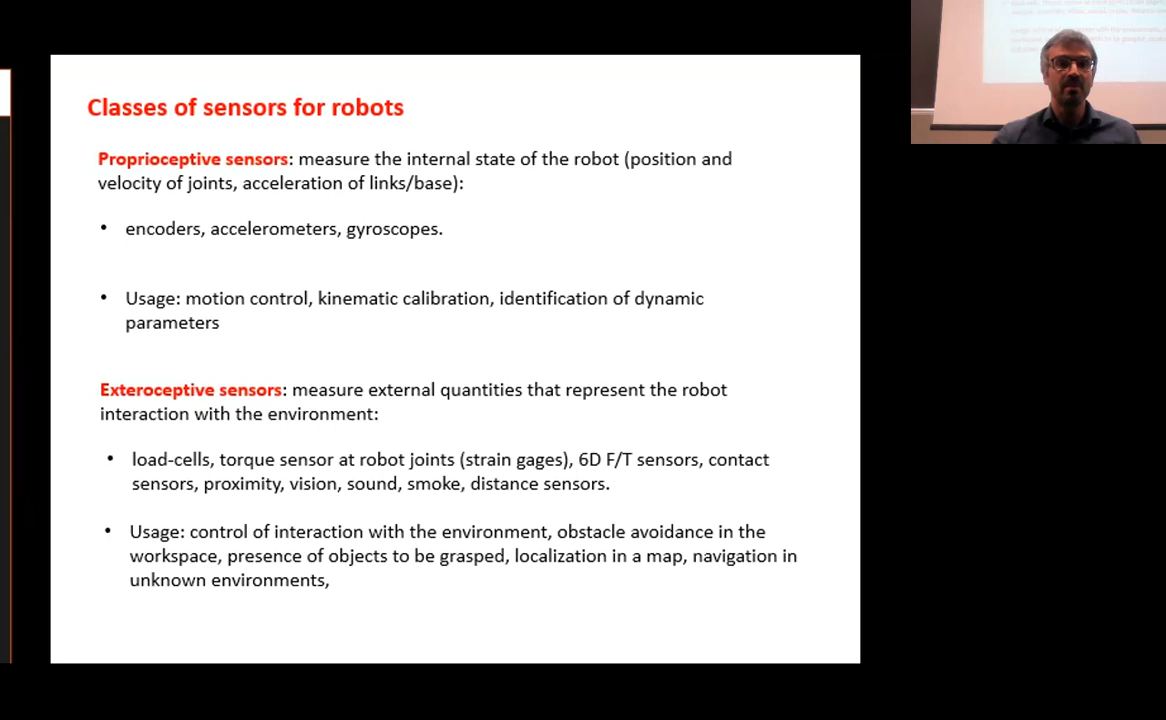 Classes of sensors for robots
Proprioceptive sensors: measure the internal state of the robot (position and
velocity of joints, acceleration of links/base):
• encoders, accelerometers, gyroscopes.
• Usage: motion control, kinematic calibration, identification of dynamic
parameters
Exteroceptive sensors: measure external quantities that represent the robot
interaction with the environment:
• load-cells, torque sensor at robot joints (strain gages), 6D F/T sensors, contact
sensors, proximity, vision, sound, smoke, distance sensors.
• Usage: control of interaction with the environment, obstacle avoidance in the
workspace, presence of objects to be grasped, localization in a map, navigation in
unknown environments,